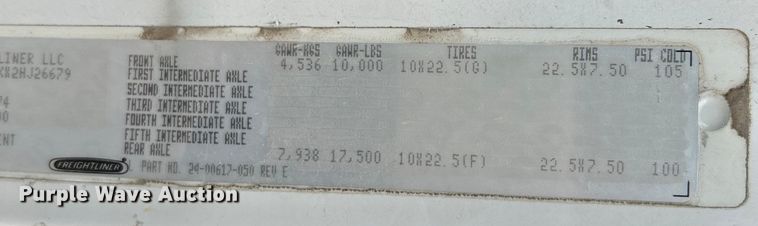 GAWR-KGS GAWR-LBS TIRES RIMS PSI COLD
LINER LLC FRONT AXLE 4,536 10,000 10X22.5(G) 22.5X7.50 105
2HJ26679 FIRST INTERMEDIATE AXLE
SECOND INTERMEDIATE AXLE
74 THIRD INTERMEDIATE AXLE
00 FOURTH INTERMEDIATE AXLE
ENT FIFTH INTERMEDIATE AXLE
REAR AXLE 7,938 17,500 10X22.5(F) 22.5X7.50 100
FREIGHTLINER PART NO. 24-00617-050 REV E
Purple Wave Auction